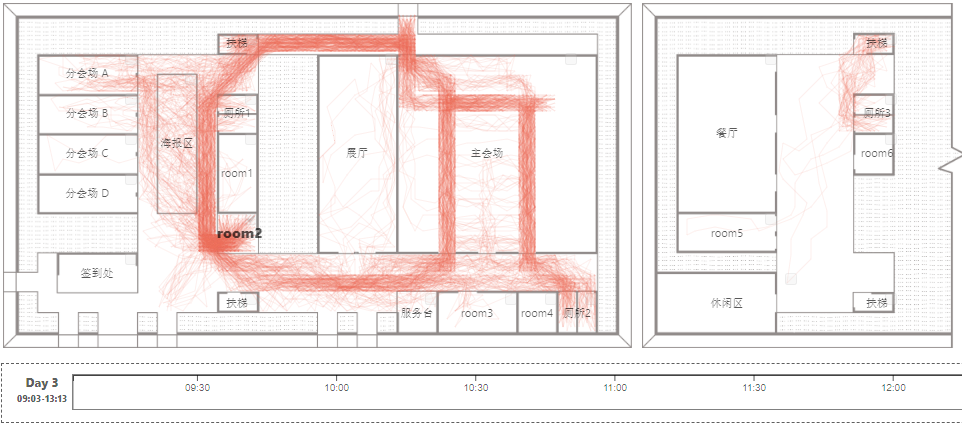 扶梯
扶梯
分会场 A
分会场 B
厕所1
厕所3
海报区
展厅
主会场
餐厅
分会场 C
room6
room1
分会场 D
room2
room5
签到处
扶梯
服务台
room3
room4
厕所2
休闲区
扶梯
Day 3
09:03-13:13
09:30
10:00
10:30
11:00
11:30
12:00